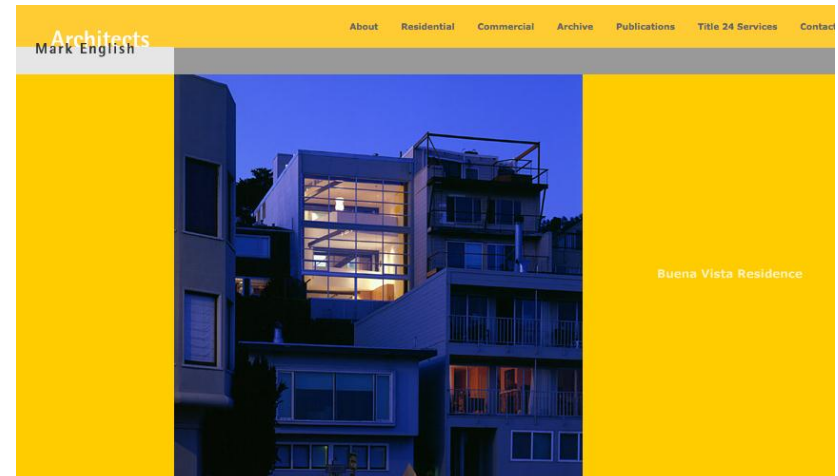 Architects
Mark English
About Residential Commercial Archive Publications Title 24 Services Contact
Buena Vista Residence